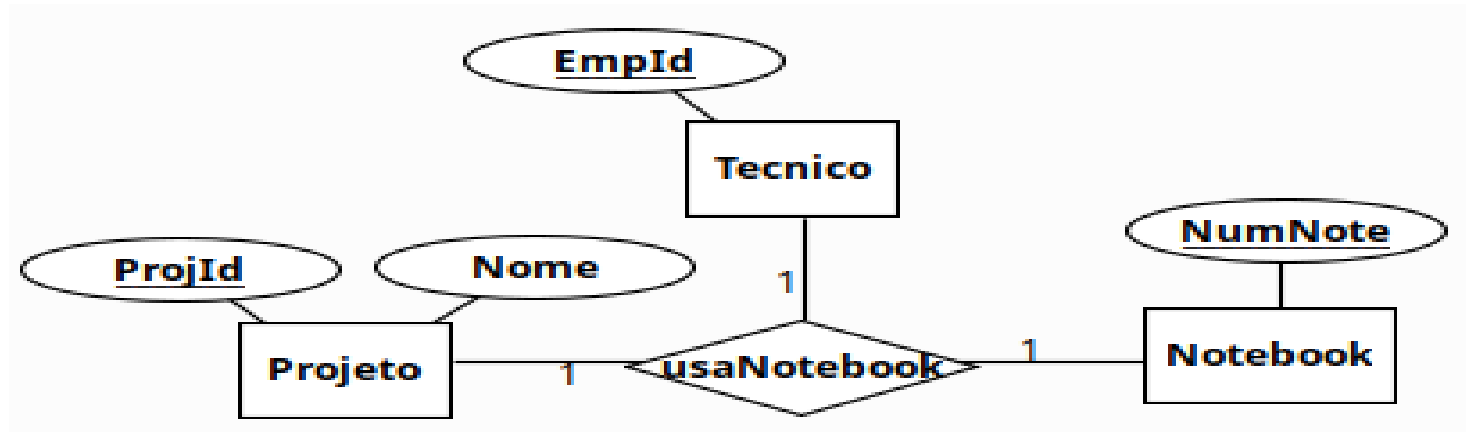 EmpId
Tecnico
NumNote
ProjId
Nome
1
1
Notebook
Projeto
1
usaNotebook